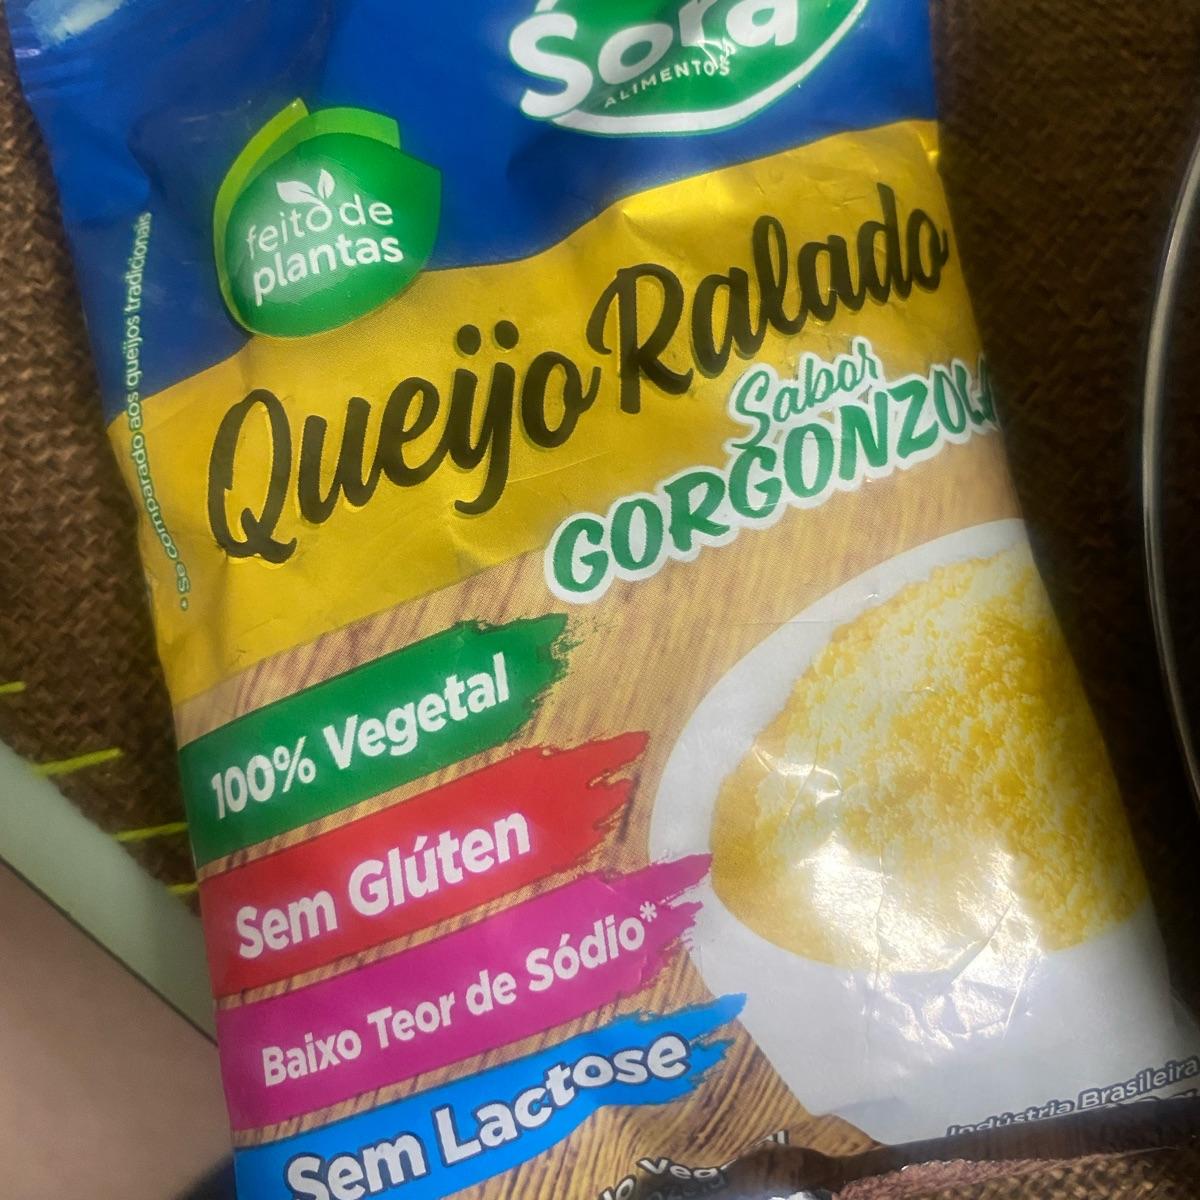 Sora
ALIMENTOS
feito de
plantas
Queijo Ralado
Sabor
GORGONZOLA
* se comparado aos queijos tradicionais
100% Vegetal
Sem Glúten
Baixo Teor de Sódio*
Sem Lactose
Indústria Brasileira